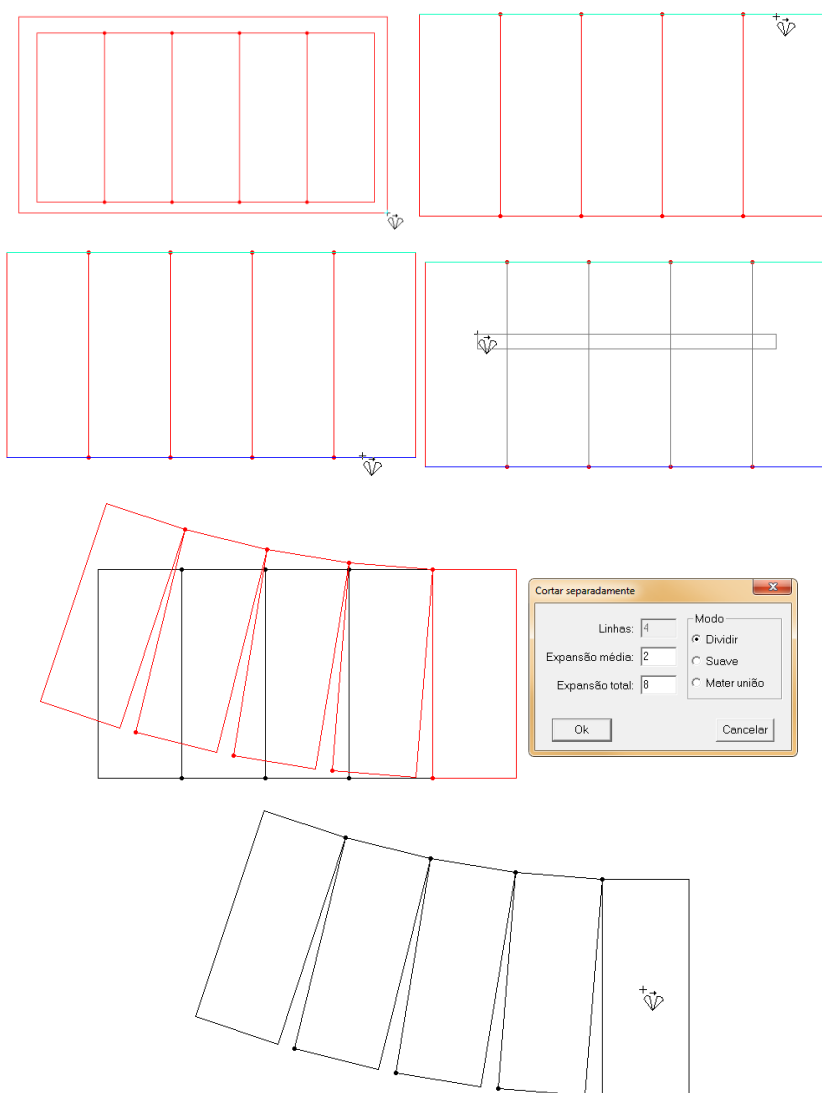 Cortar separadamente
Linhas: 4
Expansão média: 2
Expansão total: 8
Modo
Dividir
Suave
Mater união
Ok
Cancelar